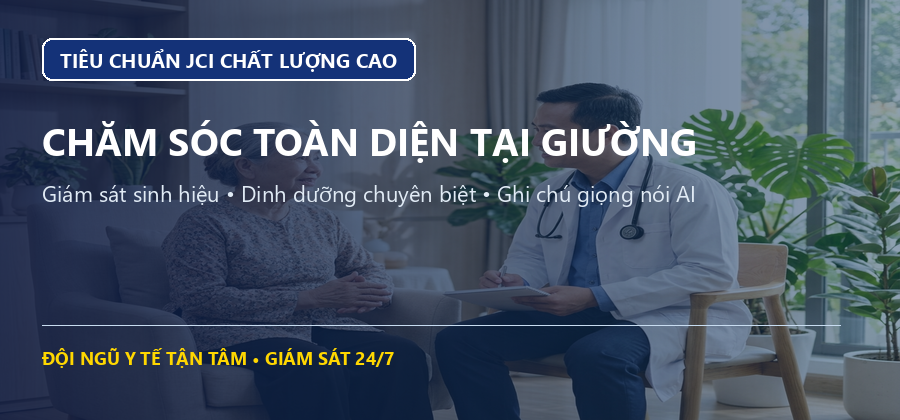 TIÊU CHUẨN JCI CHẤT LƯỢNG CAO
CHĂM SÓC TOÀN DIỆN TẠI GIƯỜNG
Giám sát sinh hiệu • Dinh dưỡng chuyên biệt • Ghi chú giọng nói AI
ĐỘI NGŨ Y TẾ TẬN TÂM • GIÁM SÁT 24/7